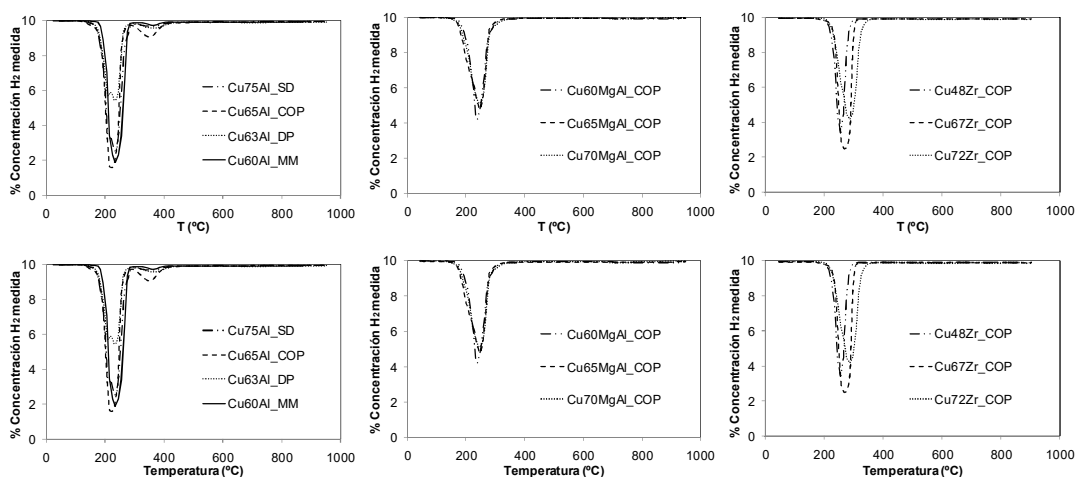 % Concentración H₂ medida
10
8
6
4
2
0
Cu75Al_SD
Cu65Al_COP
Cu63Al_DP
Cu60Al_MM
0 200 400 600 800 1000
T (ºC)
% Concentración H₂ medida
10
8
6
4
2
0
Cu60MgAl_COP
Cu65MgAl_COP
Cu70MgAl_COP
0 200 400 600 800 1000
T (ºC)
% Concentración H₂ medida
10
8
6
4
2
0
Cu48Zr_COP
Cu67Zr_COP
Cu72Zr_COP
0 200 400 600 800 1000
T (ºC)
% Concentración H₂ medida
10
8
6
4
2
0
Cu75Al_SD
Cu65Al_COP
Cu63Al_DP
Cu60Al_MM
0 200 400 600 800 1000
Temperatura (ºC)
% Concentración H₂ medida
10
8
6
4
2
0
Cu60MgAl_COP
Cu65MgAl_COP
Cu70MgAl_COP
0 200 400 600 800 1000
Temperatura (ºC)
% Concentración H₂ medida
10
8
6
4
2
0
Cu48Zr_COP
Cu67Zr_COP
Cu72Zr_COP
0 200 400 600 800 1000
Temperatura (ºC)